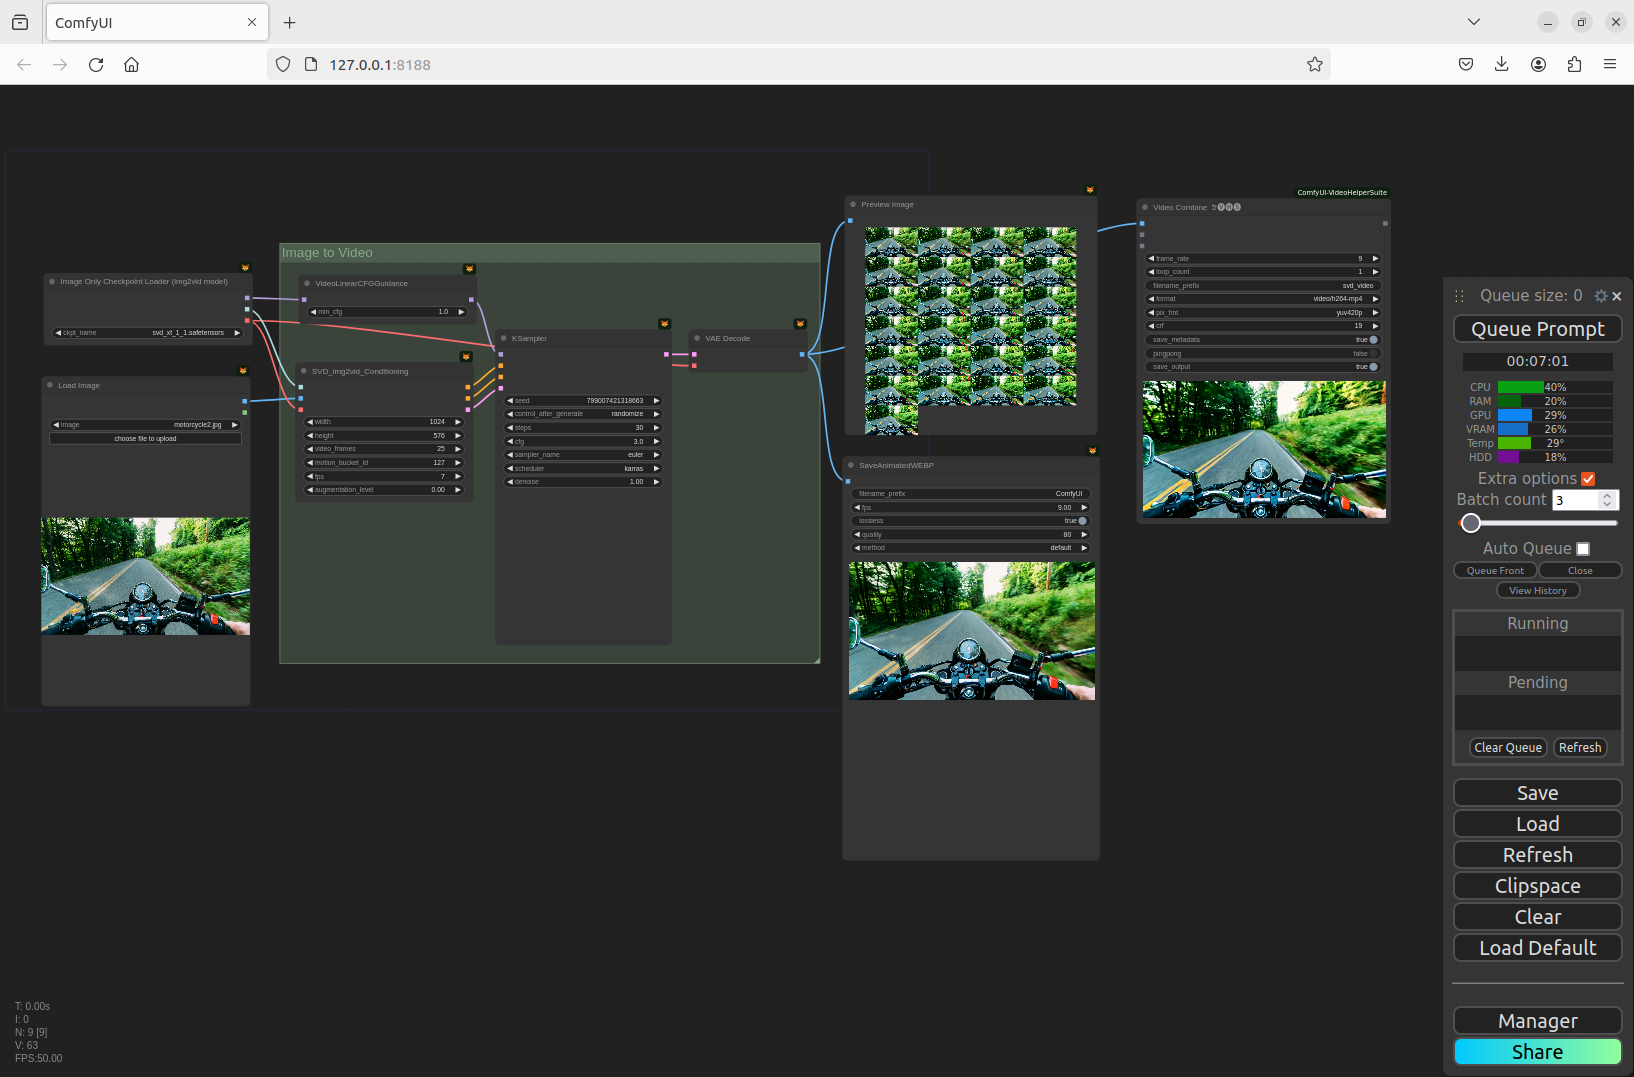 ComfyUI
127.0.0.1:8188
Image Only Checkpoint Loader (img2vid model)
ckpt_name svd_xt_1_1.safetensors
Load Image
image motorcycle2.jpg
choose file to upload
Image to Video
VideoLinearCFGGuidance
min_cfg 1.0
SVD_img2vid_Conditioning
width 1024
height 576
video_frames 25
motion_bucket_id 127
fps 7
augmentation_level 0.00
KSampler
seed 799007421318663
control_after_generate randomize
steps 30
cfg 3.0
sampler_name euler
scheduler karras
denoise 1.00
VAE Decode
Preview Image
SaveAnimatedWEBP
filename_prefix ComfyUI
fps 9.00
lossless true
quality 80
method default
ComfyUI-VideoHelperSuite
Video Combine VHS
frame_rate 9
loop_count 1
filename_prefix svd_video
format video/h264-mp4
pix_fmt yuv420p
crf 19
save_metadata true
pingpong false
save_output true
Queue size: 0
Queue Prompt
00:07:01
CPU 40%
RAM 20%
GPU 29%
VRAM 26%
Temp 29°
HDD 18%
Extra options
Batch count 3
Auto Queue
Queue Front Close
View History
Running
Pending
Clear Queue Refresh
Save
Load
Refresh
Clipspace
Clear
Load Default
Manager
Share
T: 0.00s
I: 0
N: 9 [9]
V: 63
FPS:50.00